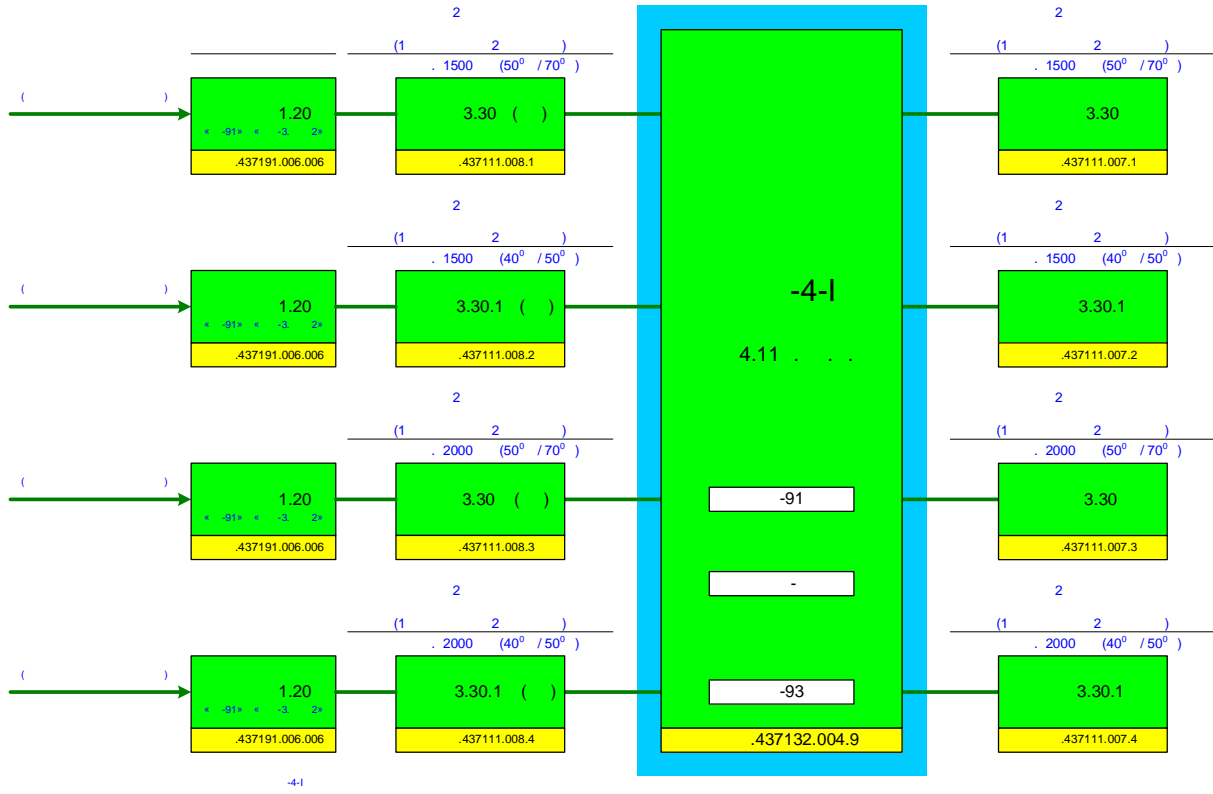 2 2
(1 2 ) (1 2 )
. 1500 (50⁰ / 70⁰ ) . 1500 (50⁰ / 70⁰ )
( )
1.20 3.30 ( ) 3.30
« -91» « -3. 2»
.437191.006.006 .437111.008.1 .437111.007.1
2 2
(1 2 ) (1 2 )
. 1500 (40⁰ / 50⁰ ) . 1500 (40⁰ / 50⁰ )
( ) -4-I
1.20 3.30.1 ( ) 3.30.1
« -91» « -3. 2»
.437191.006.006 .437111.008.2 4.11 . . . .437111.007.2
2 2
(1 2 ) (1 2 )
. 2000 (50⁰ / 70⁰ ) . 2000 (50⁰ / 70⁰ )
( )
1.20 3.30 ( ) -91 3.30
« -91» « -3. 2»
.437191.006.006 .437111.008.3 .437111.007.3
-
2 2
(1 2 ) (1 2 )
. 2000 (40⁰ / 50⁰ ) . 2000 (40⁰ / 50⁰ )
( )
1.20 3.30.1 ( ) -93 3.30.1
« -91» « -3. 2»
.437191.006.006 .437111.008.4 .437132.004.9 .437111.007.4
-4-I